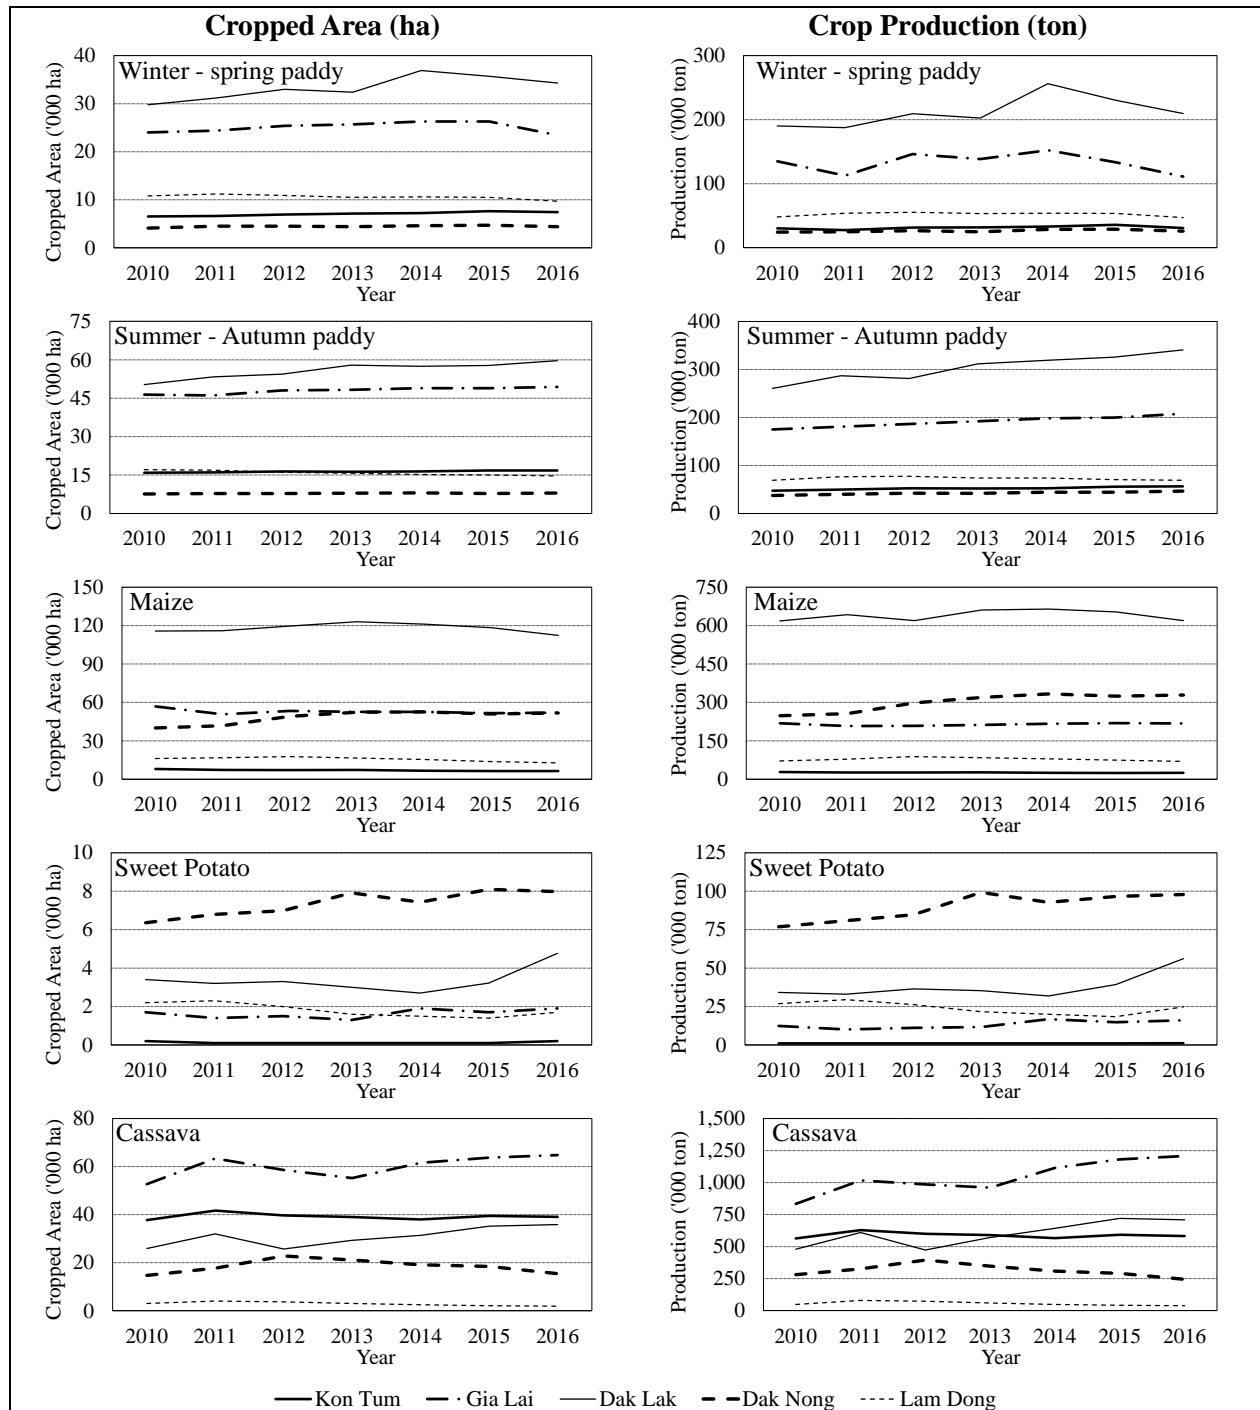 Cropped Area (ha)
Crop Production (ton)
Winter - spring paddy
Cropped Area ('000 ha)
40
30
20
10
0
2010 2011 2012 2013 2014 2015 2016
Year
Winter - spring paddy
Production ('000 ton)
300
200
100
0
2010 2011 2012 2013 2014 2015 2016
Year
Summer - Autumn paddy
Cropped Area ('000 ha)
75
60
45
30
15
0
2010 2011 2012 2013 2014 2015 2016
Year
Summer - Autumn paddy
Production ('000 ton)
400
300
200
100
0
2010 2011 2012 2013 2014 2015 2016
Year
Maize
Cropped Area ('000 ha)
150
120
90
60
30
0
2010 2011 2012 2013 2014 2015 2016
Year
Maize
Production ('000 ton)
750
600
450
300
150
0
2010 2011 2012 2013 2014 2015 2016
Year
Sweet Potato
Cropped Area ('000 ha)
10
8
6
4
2
0
2010 2011 2012 2013 2014 2015 2016
Year
Sweet Potato
Production ('000 ton)
125
100
75
50
25
0
2010 2011 2012 2013 2014 2015 2016
Year
Cassava
Cropped Area ('000 ha)
80
60
40
20
0
2010 2011 2012 2013 2014 2015 2016
Year
Cassava
Production ('000 ton)
1,500
1,250
1,000
750
500
250
0
2010 2011 2012 2013 2014 2015 2016
Year
Kon Tum Gia Lai Dak Lak Dak Nong Lam Dong